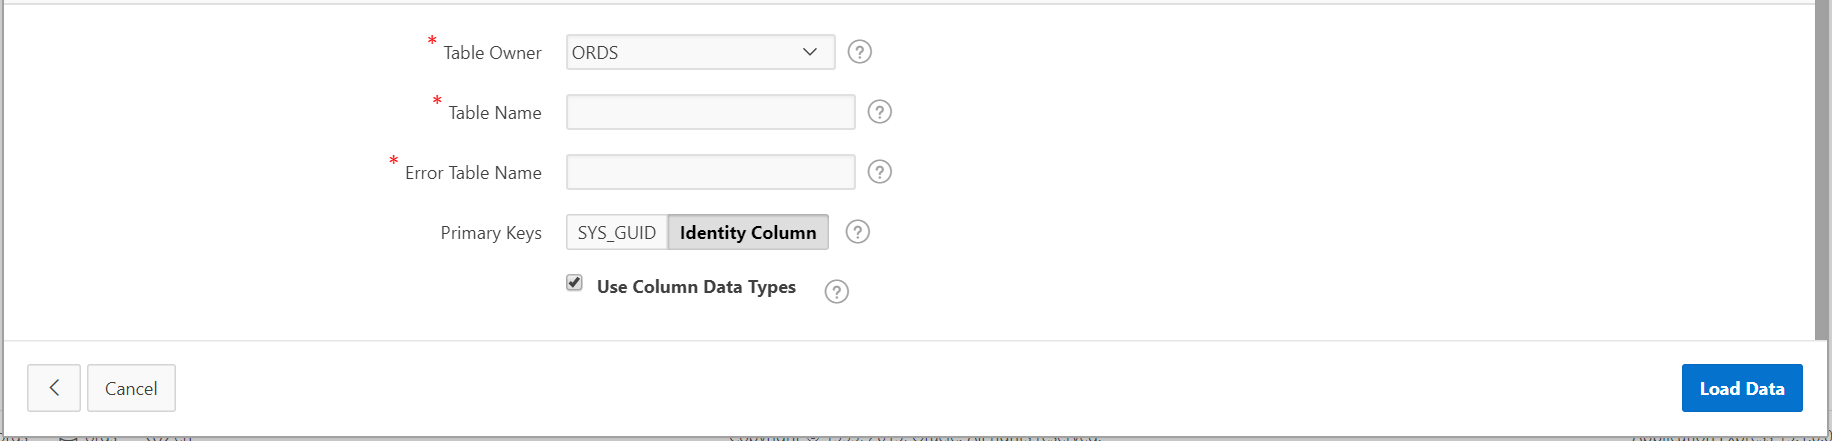 * Table Owner ORDS ?
* Table Name ?
* Error Table Name ?
Primary Keys SYS_GUID Identity Column ?
Use Column Data Types ?
Cancel Load Data